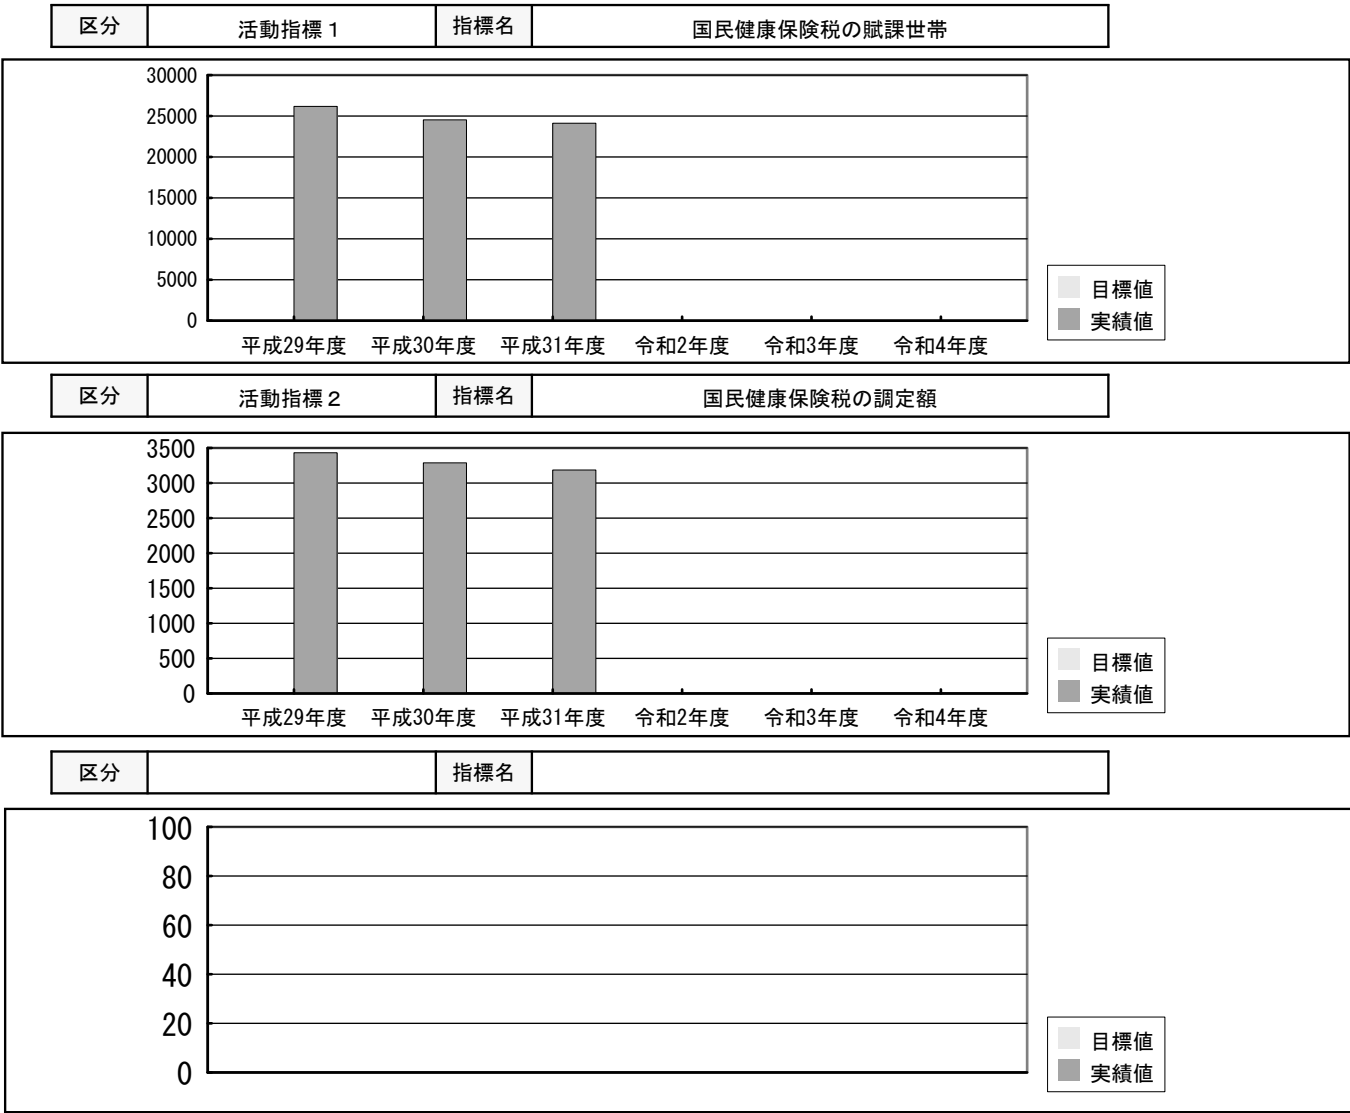 区分 活動指標１ 指標名 国民健康保険税の賦課世帯
30000
25000
20000
15000
10000
5000
0
平成29年度 平成30年度 平成31年度 令和2年度 令和3年度 令和4年度
目標値
実績値
区分 活動指標２ 指標名 国民健康保険税の調定額
3500
3000
2500
2000
1500
1000
500
0
平成29年度 平成30年度 平成31年度 令和2年度 令和3年度 令和4年度
目標値
実績値
区分 指標名
100
80
60
40
20
0
目標値
実績値